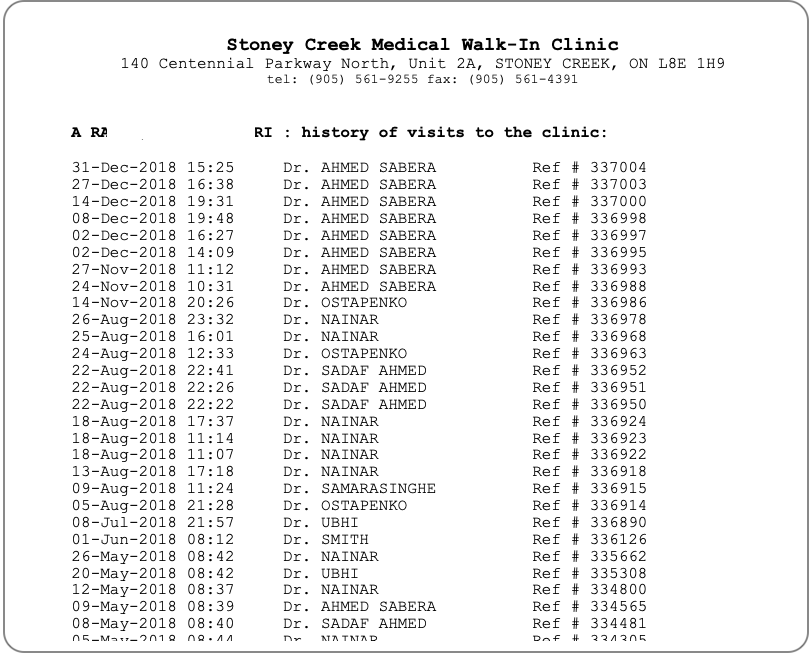 Stoney Creek Medical Walk-In Clinic
140 Centennial Parkway North, Unit 2A, STONEY CREEK, ON L8E 1H9
tel: (905) 561-9255 fax: (905) 561-4391
A RA RI : history of visits to the clinic:
31-Dec-2018 15:25 Dr. AHMED SABERA Ref # 337004
27-Dec-2018 16:38 Dr. AHMED SABERA Ref # 337003
14-Dec-2018 19:31 Dr. AHMED SABERA Ref # 337000
08-Dec-2018 19:48 Dr. AHMED SABERA Ref # 336998
02-Dec-2018 16:27 Dr. AHMED SABERA Ref # 336997
02-Dec-2018 14:09 Dr. AHMED SABERA Ref # 336995
27-Nov-2018 11:12 Dr. AHMED SABERA Ref # 336993
24-Nov-2018 10:31 Dr. AHMED SABERA Ref # 336988
14-Nov-2018 20:26 Dr. OSTAPENKO Ref # 336986
26-Aug-2018 23:32 Dr. NAINAR Ref # 336978
25-Aug-2018 16:01 Dr. NAINAR Ref # 336968
24-Aug-2018 12:33 Dr. OSTAPENKO Ref # 336963
22-Aug-2018 22:41 Dr. SADAF AHMED Ref # 336952
22-Aug-2018 22:26 Dr. SADAF AHMED Ref # 336951
22-Aug-2018 22:22 Dr. SADAF AHMED Ref # 336950
18-Aug-2018 17:37 Dr. NAINAR Ref # 336924
18-Aug-2018 11:14 Dr. NAINAR Ref # 336923
18-Aug-2018 11:07 Dr. NAINAR Ref # 336922
13-Aug-2018 17:18 Dr. NAINAR Ref # 336918
09-Aug-2018 11:24 Dr. SAMARASINGHE Ref # 336915
05-Aug-2018 21:28 Dr. OSTAPENKO Ref # 336914
08-Jul-2018 21:57 Dr. UBHI Ref # 336890
01-Jun-2018 08:12 Dr. SMITH Ref # 336126
26-May-2018 08:42 Dr. NAINAR Ref # 335662
20-May-2018 08:42 Dr. UBHI Ref # 335308
12-May-2018 08:37 Dr. NAINAR Ref # 334800
09-May-2018 08:39 Dr. AHMED SABERA Ref # 334565
08-May-2018 08:40 Dr. SADAF AHMED Ref # 334481
05-May-2018 08:44 Dr. NAINAR Ref # 334305